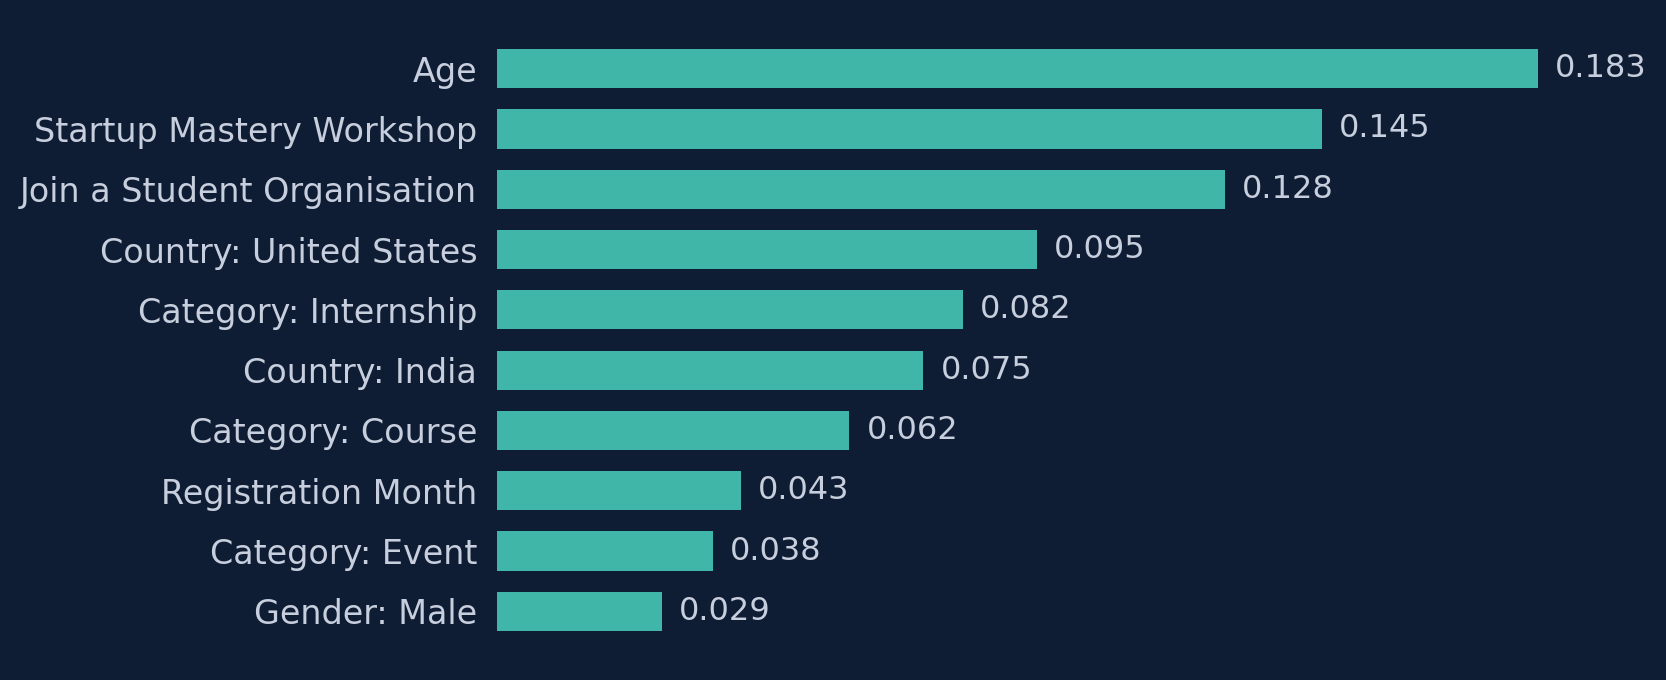 Age 0.183
Startup Mastery Workshop 0.145
Join a Student Organisation 0.128
Country: United States 0.095
Category: Internship 0.082
Country: India 0.075
Category: Course 0.062
Registration Month 0.043
Category: Event 0.038
Gender: Male 0.029